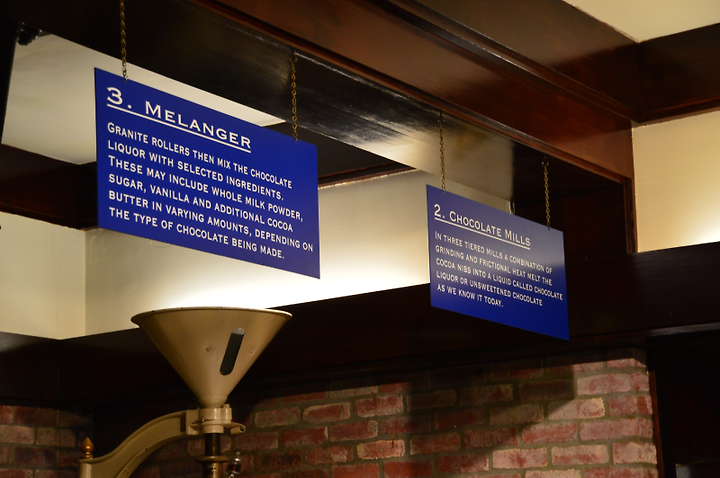 3. MELANGER
GRANITE ROLLERS THEN MIX THE CHOCOLATE
LIQUOR WITH SELECTED INGREDIENTS.
THESE MAY INCLUDE WHOLE MILK POWDER,
SUGAR, VANILLA AND ADDITIONAL COCOA
BUTTER IN VARYING AMOUNTS, DEPENDING ON
THE TYPE OF CHOCOLATE BEING MADE.
2. CHOCOLATE MILLS
IN THREE TIERED MILLS A COMBINATION OF
GRINDING AND FRICTIONAL HEAT MELT THE
COCOA NIBS INTO A LIQUID CALLED CHOCOLATE
LIQUOR OR UNSWEETENED CHOCOLATE
AS WE KNOW IT TODAY.